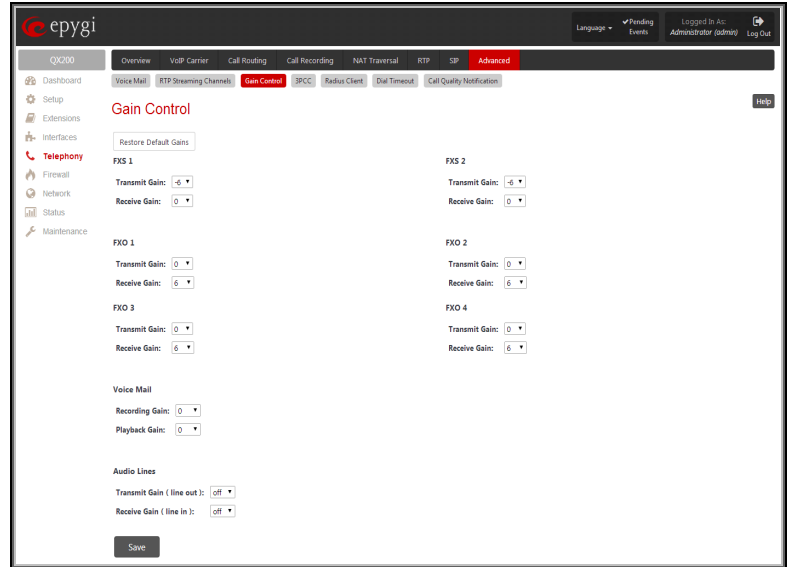 epygi
Language
Pending Events
Logged In As:
Administrator (admin)
Log Out
QX200
Overview VoIP Carrier Call Routing Call Recording NAT Traversal RTP SIP Advanced
Dashboard
Setup
Extensions
Interfaces
Telephony
Firewall
Network
Status
Maintenance
Voice Mail RTP Streaming Channels Gain Control 3PCC Radius Client Dial Timeout Call Quality Notification
Help
Gain Control
Restore Default Gains
FXS 1 FXS 2
Transmit Gain: -6 Transmit Gain: -6
Receive Gain: 0 Receive Gain: 0
FXO 1 FXO 2
Transmit Gain: 0 Transmit Gain: 0
Receive Gain: 6 Receive Gain: 6
FXO 3 FXO 4
Transmit Gain: 0 Transmit Gain: 0
Receive Gain: 6 Receive Gain: 6
Voice Mail
Recording Gain: 0
Playback Gain: 0
Audio Lines
Transmit Gain ( line out ): off
Receive Gain ( line in ): off
Save